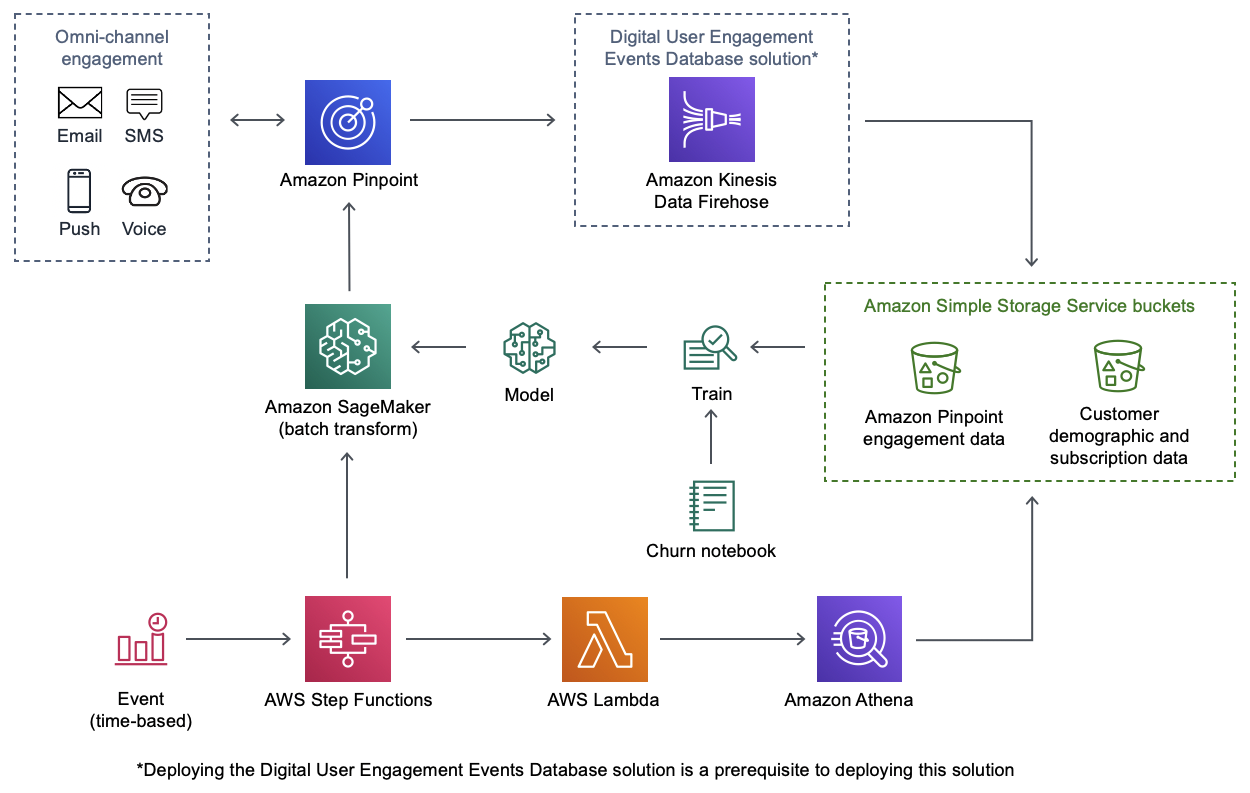 Omni-channel
engagement
Email
SMS
Push
Voice
Amazon Pinpoint
Digital User Engagement
Events Database solution*
Amazon Kinesis
Data Firehose
Amazon Simple Storage Service buckets
Amazon Pinpoint
engagement data
Customer
demographic and
subscription data
Train
Model
Amazon SageMaker
(batch transform)
Churn notebook
Event
(time-based)
AWS Step Functions
AWS Lambda
Amazon Athena
*Deploying the Digital User Engagement Events Database solution is a prerequisite to deploying this solution